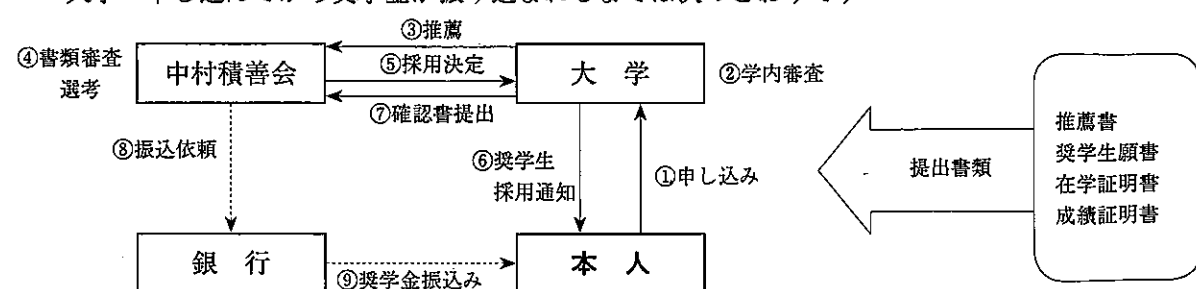 ③推薦
④書類審査
選考
中村積善会
⑤採用決定
大 学
②学内審査
⑦確認書提出
⑧振込依頼
⑥奨学生
採用通知
①申し込み
提出書類
推薦書
奨学生願書
在学証明書
成績証明書
銀 行
⑨奨学金振込み
本 人